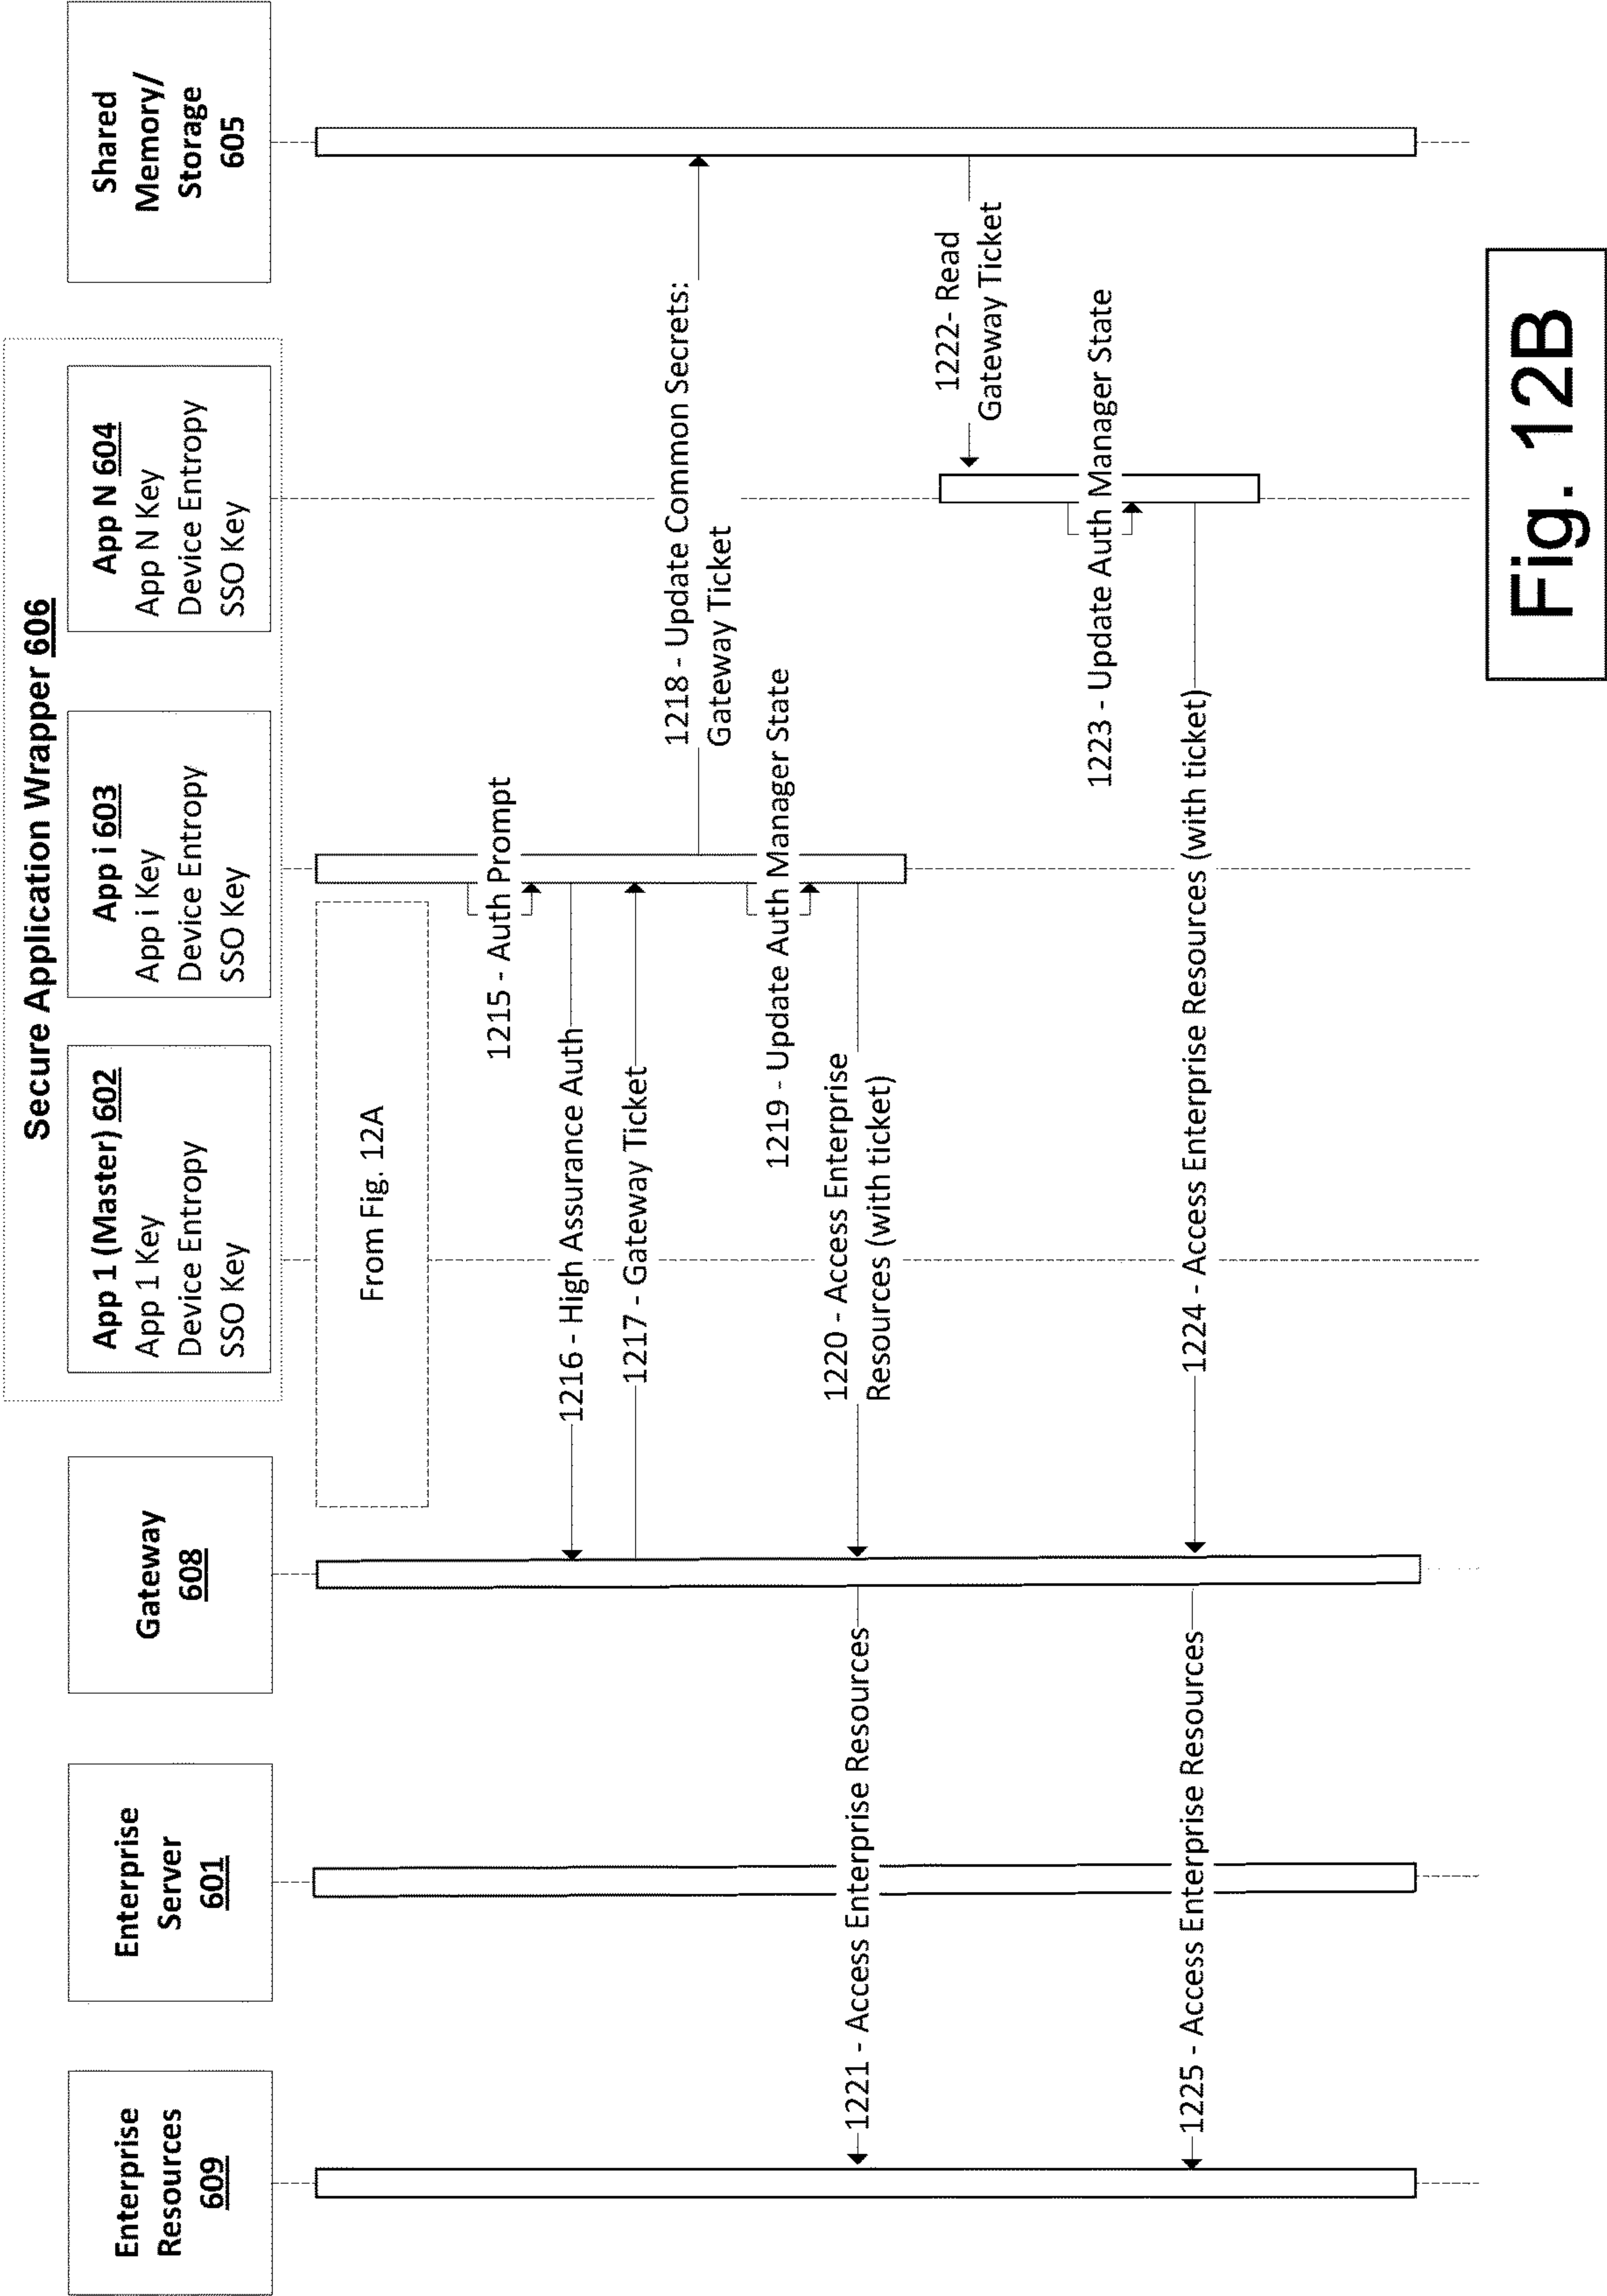 Secure Application Wrapper 606
Enterprise
Resources
609
Enterprise
Server
601
Gateway
608
App 1 (Master) 602
App 1 Key
Device Entropy
SSO Key
App i 603
App i Key
Device Entropy
SSO Key
App N 604
App N Key
Device Entropy
SSO Key
Shared
Memory/
Storage
605
From Fig. 12A
1215 - Auth Prompt
1216 - High Assurance Auth
1217 - Gateway Ticket
1218 - Update Common Secrets:
Gateway Ticket
1219 - Update Auth Manager State
1220 - Access Enterprise
Resources (with ticket)
1221 - Access Enterprise Resources
1222- Read
Gateway Ticket
1223 - Update Auth Manager State
1224 - Access Enterprise Resources (with ticket)
1225 - Access Enterprise Resources
Fig. 12B